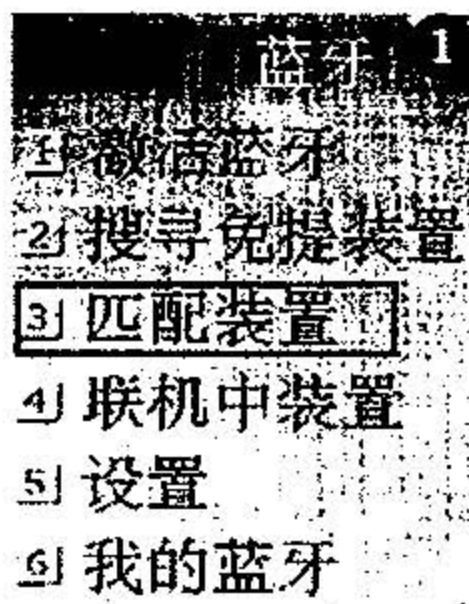 蓝牙 1
1 激活蓝牙
2 搜寻免提装置
3 匹配装置
4 联机中装置
5 设置
6 我的蓝牙